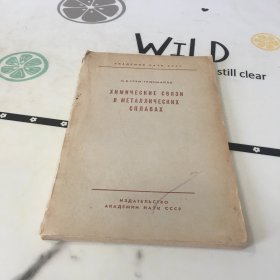 WILD
still clear
АКАДЕМИЯ НАУК СССР
ХИМИЧЕСКИЕ СВЯЗИ
В МЕТАЛЛИЧЕСКИХ
СПЛАВАХ
ИЗДАТЕЛЬСТВО
АКАДЕМИИ НАУК СССР